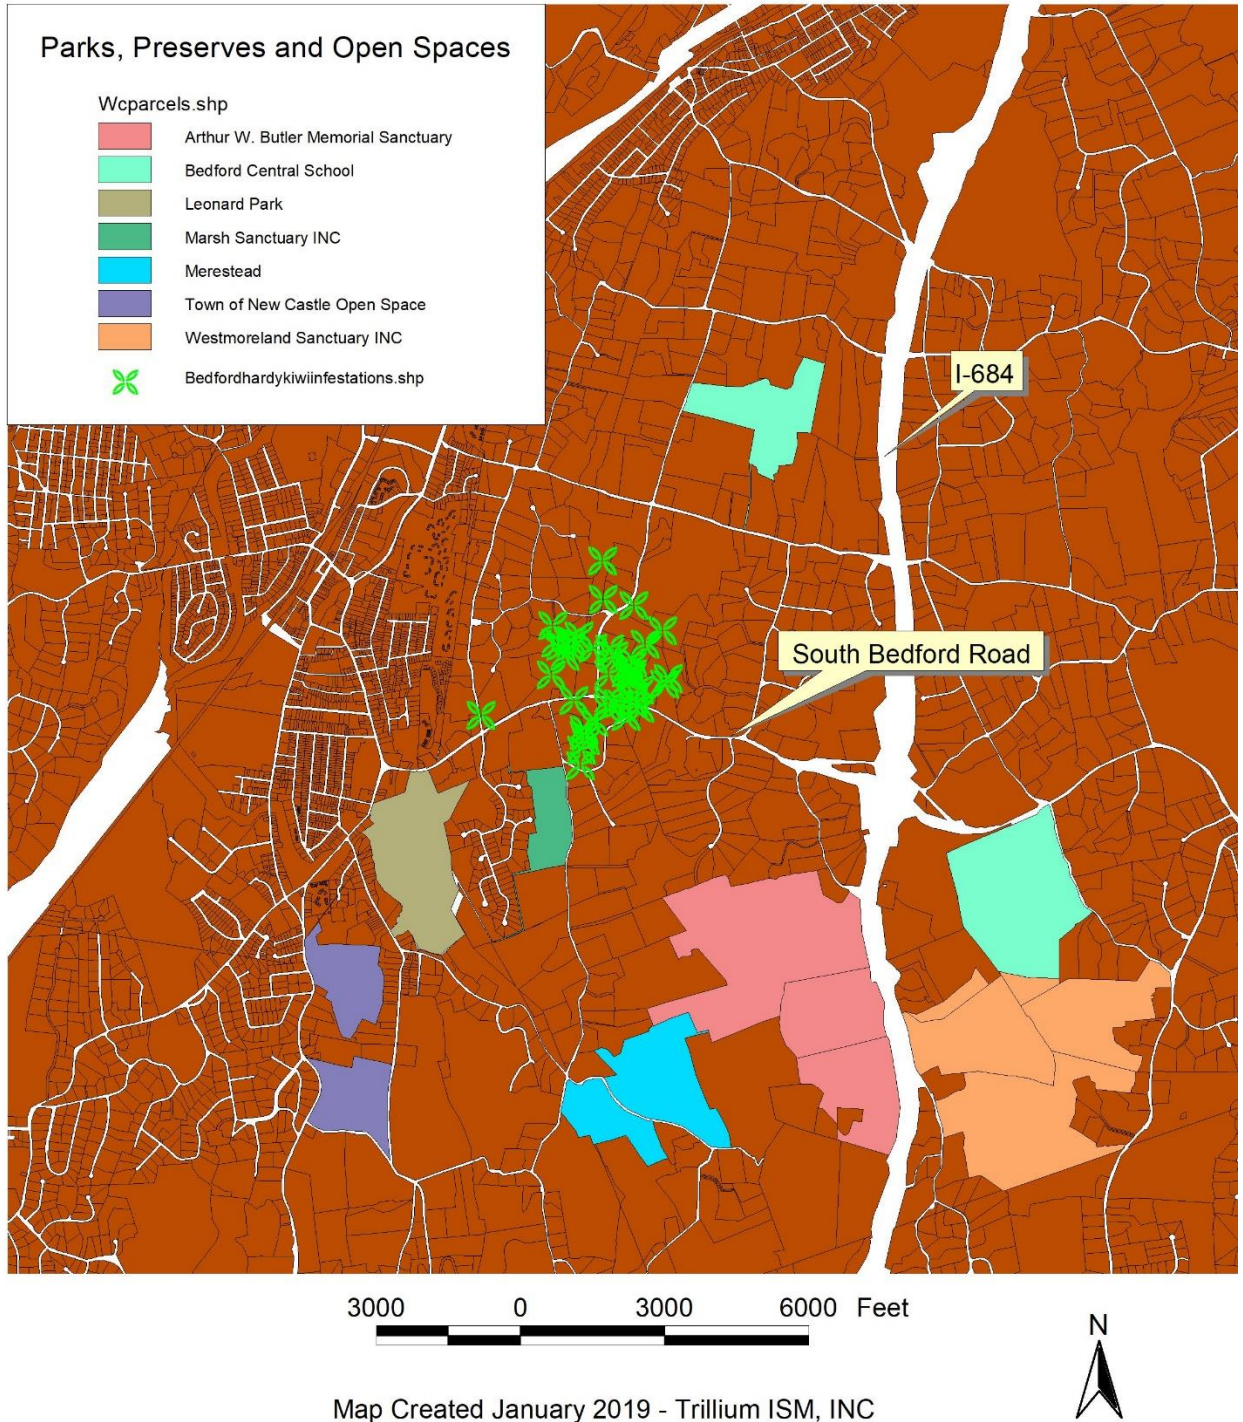 Parks, Preserves and Open Spaces
Wcparcels.shp
Arthur W. Butler Memorial Sanctuary
Bedford Central School
Leonard Park
Marsh Sanctuary INC
Merestead
Town of New Castle Open Space
Westmoreland Sanctuary INC
Bedfordhardykiwiinfestations.shp
I-684
South Bedford Road
3000 0 3000 6000 Feet
N
Map Created January 2019 - Trillium ISM, INC